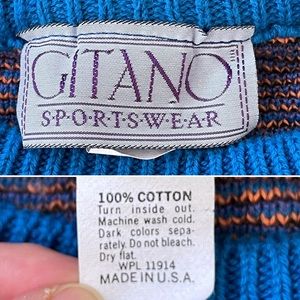 GITANO
S·P·O·R·T·S·W·E·A·R
100% COTTON
Turn inside out.
Machine wash cold.
Dark colors sepa-
rately. Do not bleach.
Dry flat.
WPL 11914
MADE IN U.S.A.